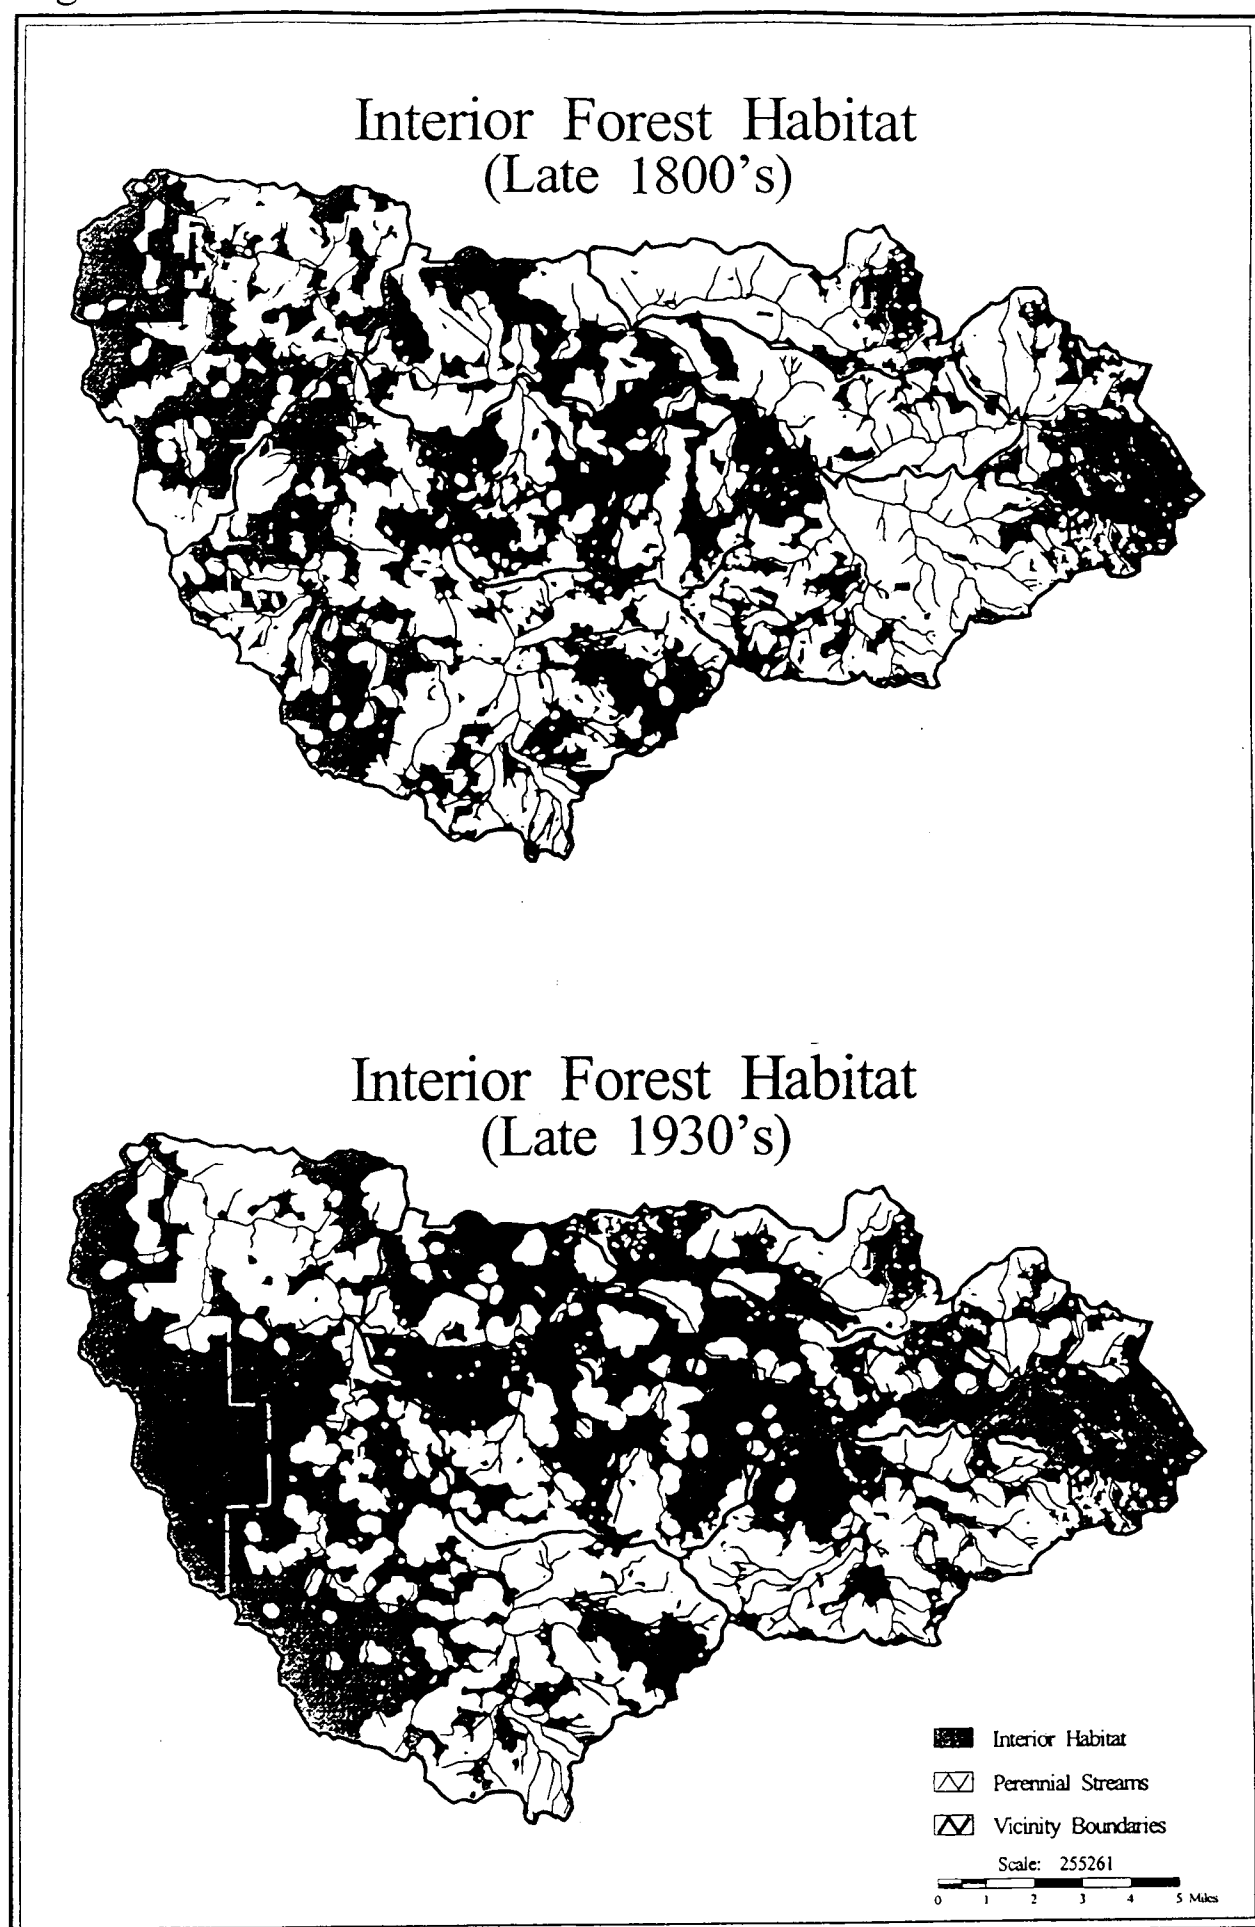 Interior Forest Habitat
(Late 1800's)
Interior Forest Habitat
(Late 1930's)
Interior Habitat
Perennial Streams
Vicinity Boundaries
Scale: 255261
0 1 2 3 4 5 Miles